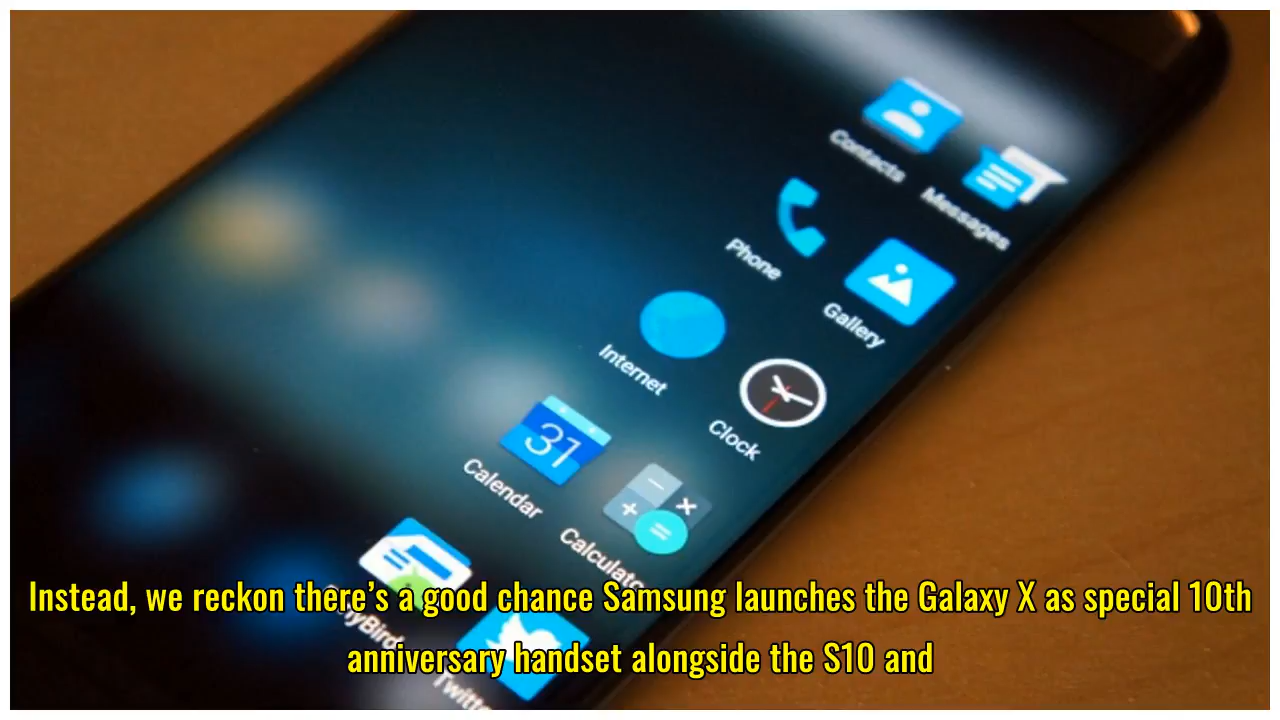 Contacts
Messages
Phone
Gallery
Internet
Clock
31
Calendar
Instead, we reckon there’s a good chance Samsung launches the Galaxy X as special 10th
anniversary handset alongside the S10 and